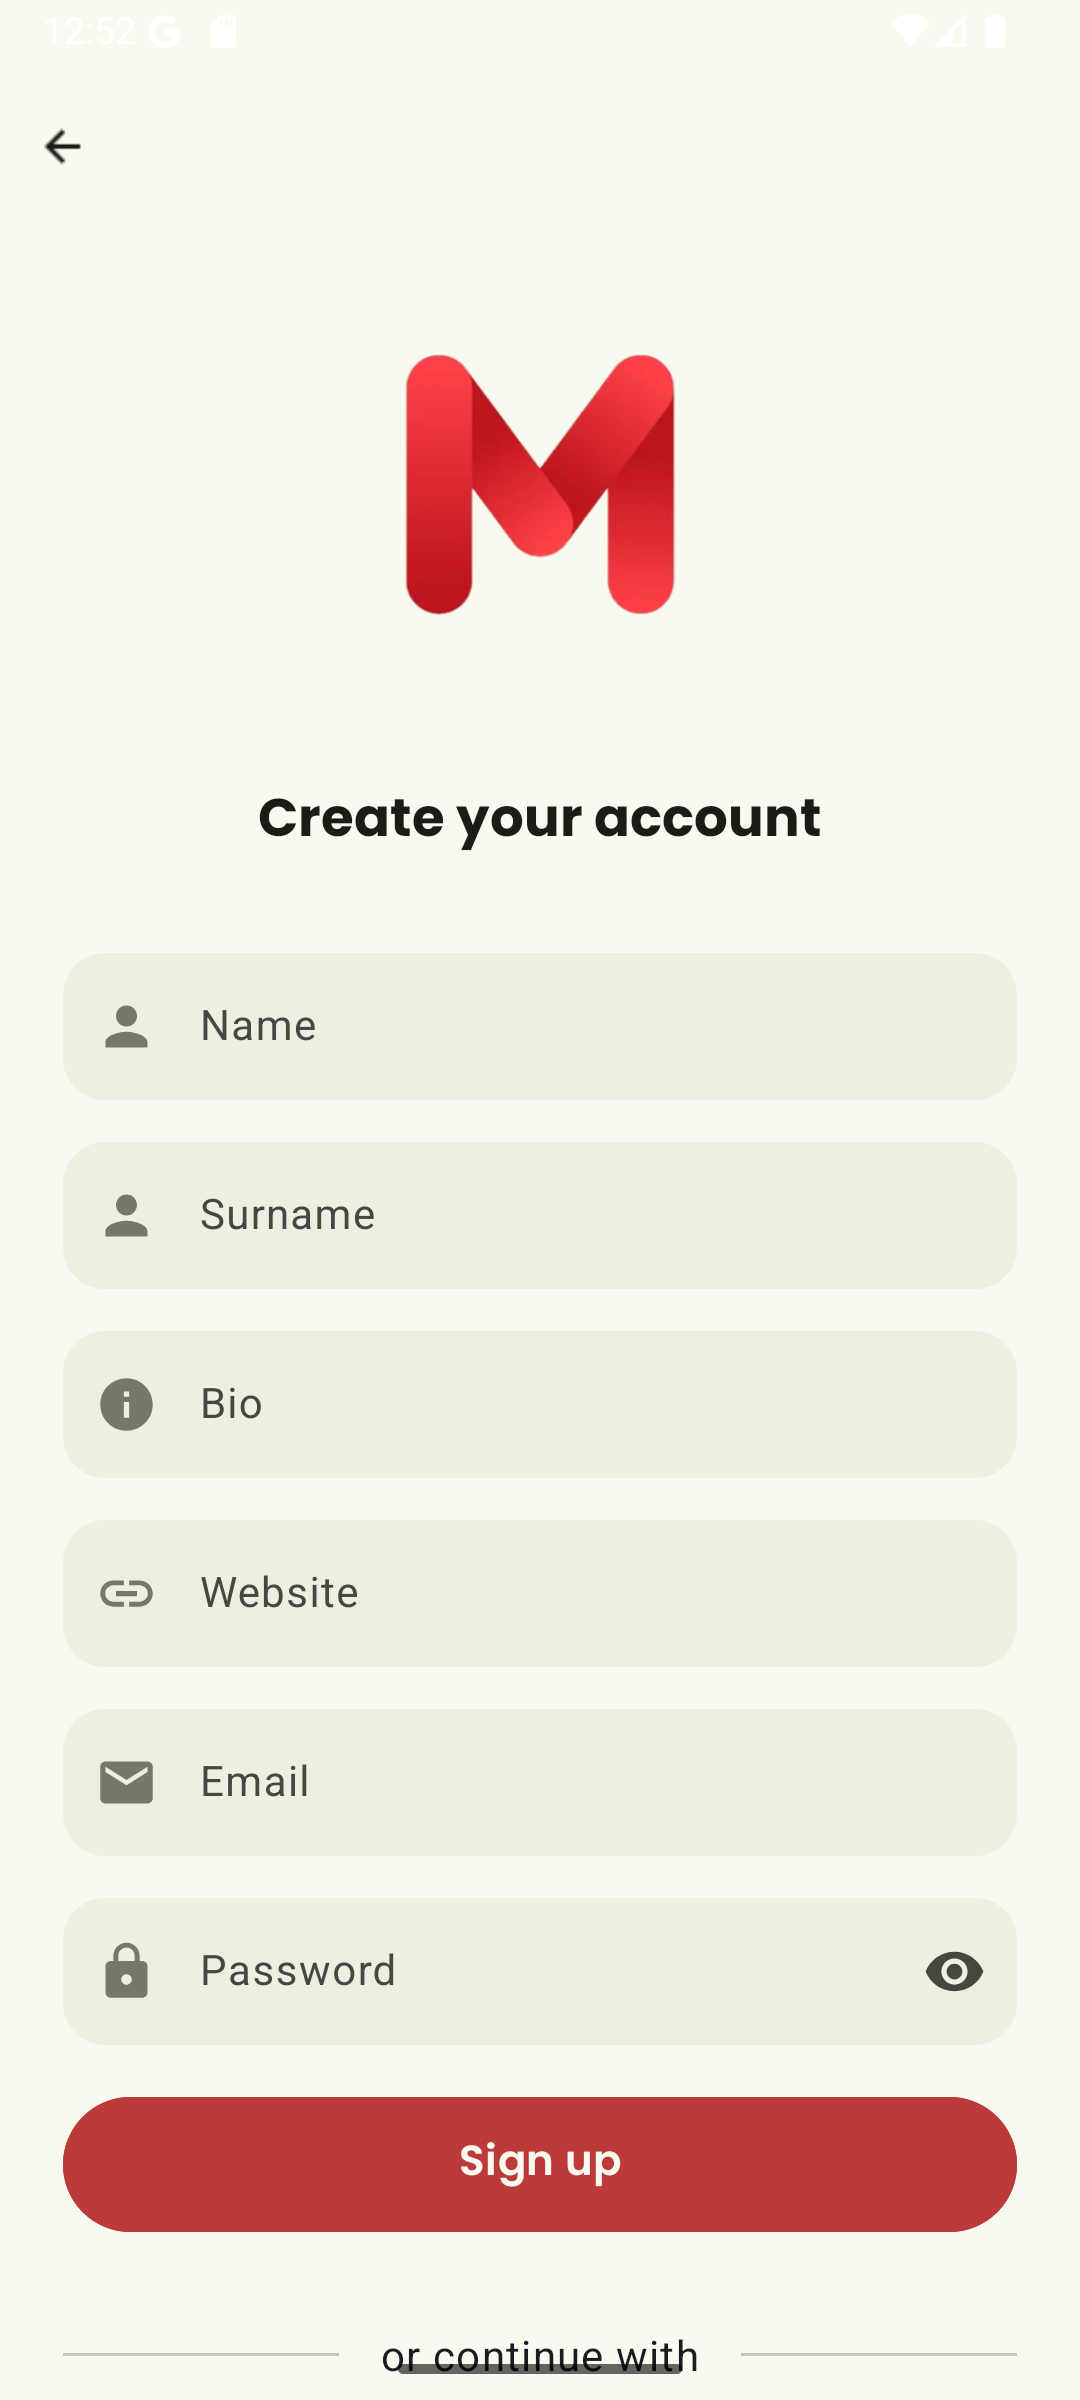 12:52
M
Create your account
Name
Surname
Bio
Website
Email
Password
Sign up
or continue with